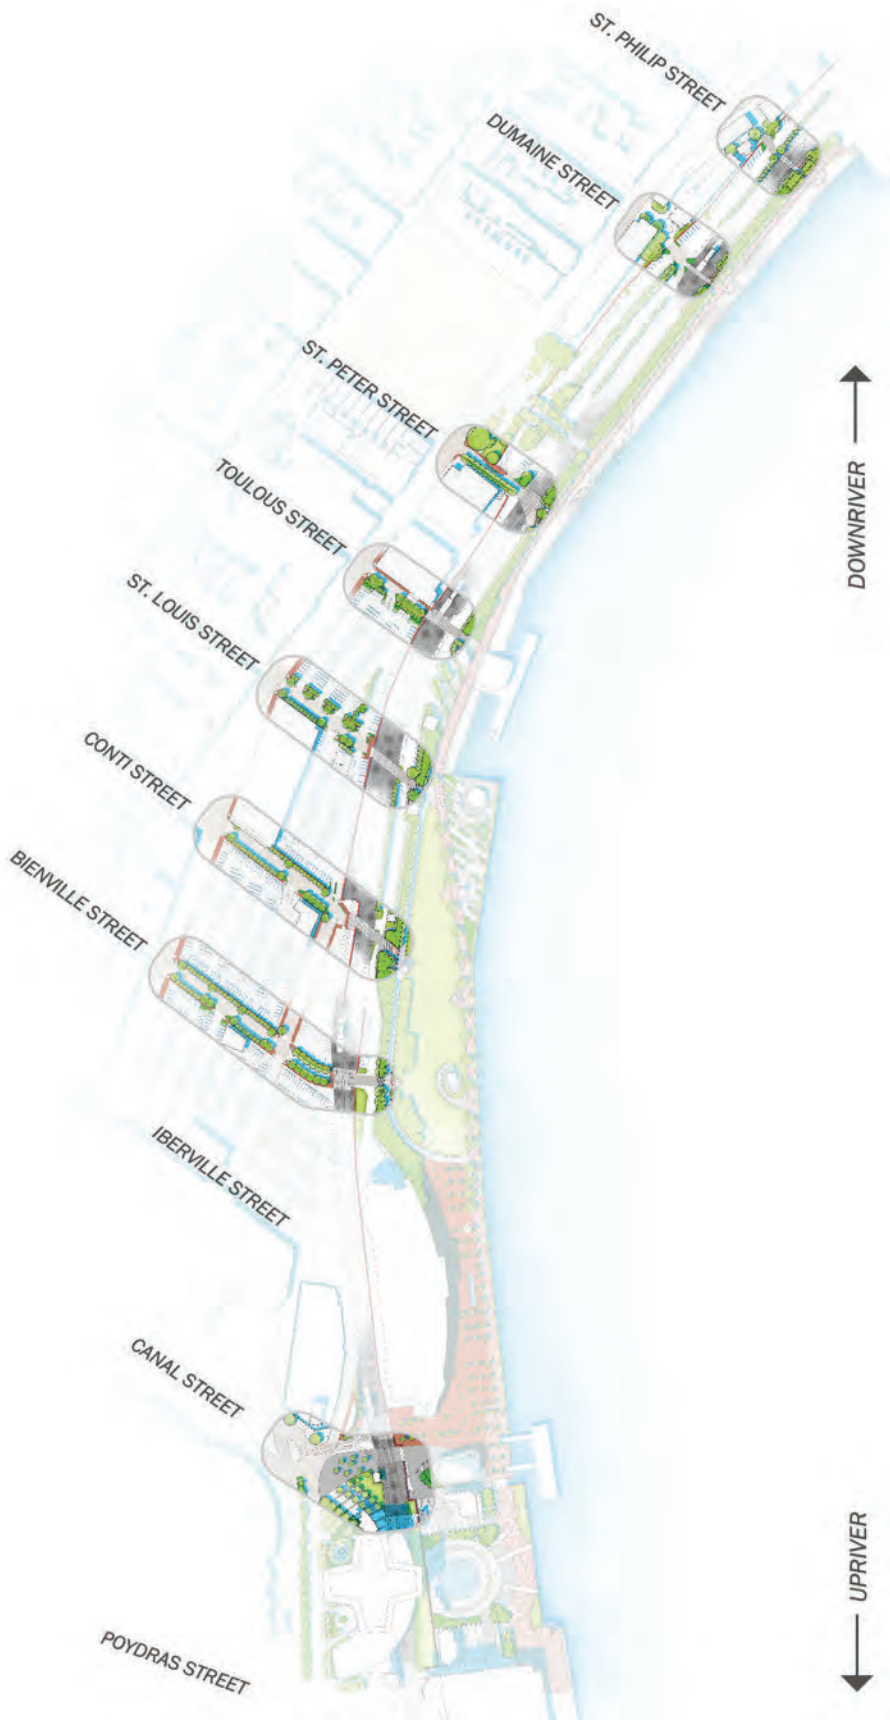 ST. PHILIP STREET
DUMAINE STREET
ST. PETER STREET
TOULOUS STREET
ST. LOUIS STREET
CONTI STREET
BIENVILLE STREET
IBERVILLE STREET
CANAL STREET
POYDRAS STREET
DOWNRIVER
UPRIVER